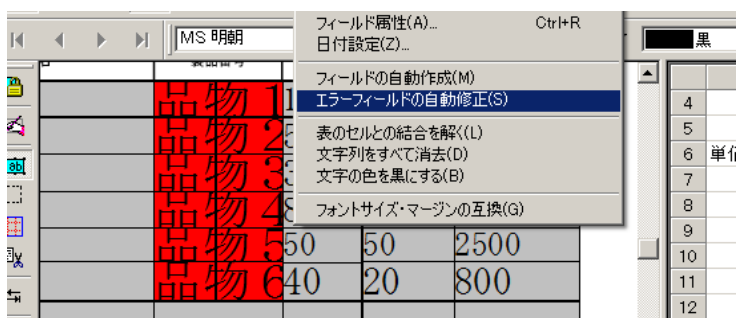 MS 明朝
フィールド属性(A)... Ctrl+R
日付設定(Z)...
黒
フィールドの自動作成(M)
エラーフィールドの自動修正(S)
表のセルとの結合を解く(L)
文字列をすべて消去(D)
文字の色を黒にする(B)
フォントサイズ・マージンの互換(G)
製品番号
品物 1
品物 2
品物 3
品物 4
品物 5 50 50 2500
品物 6 40 20 800
4
5
6
7
8
9
10
11
12